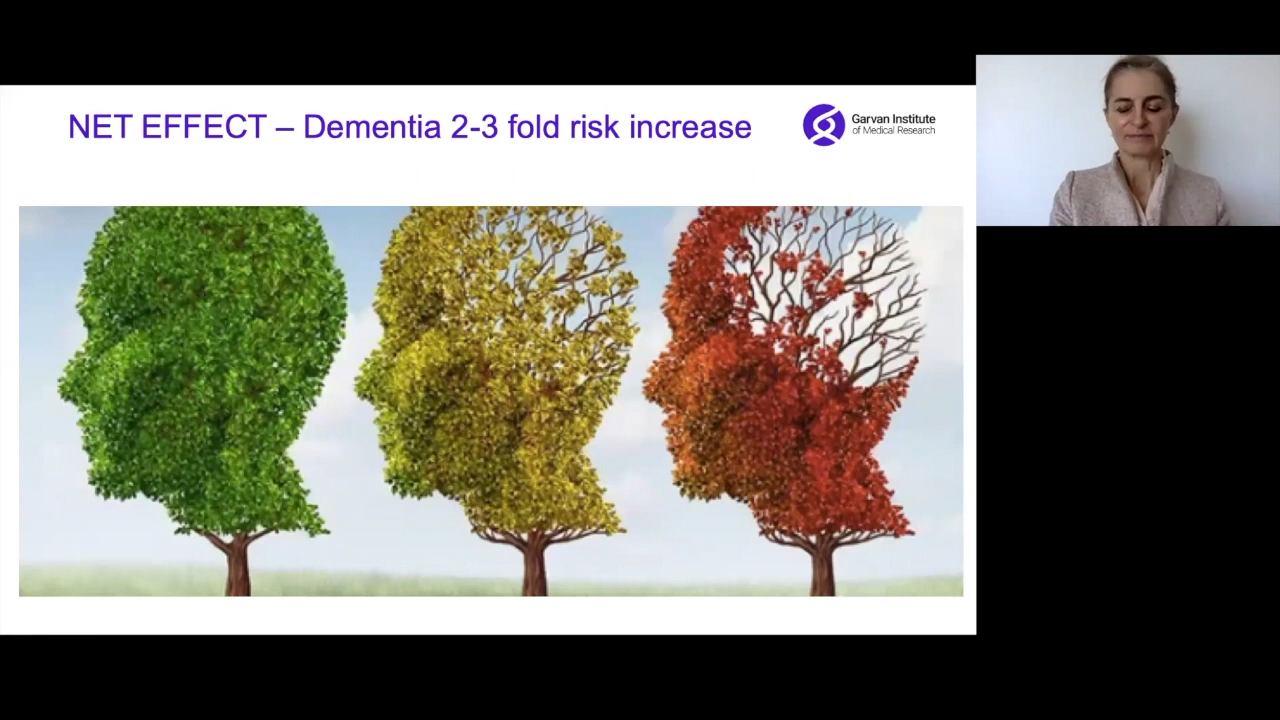 NET EFFECT – Dementia 2-3 fold risk increase
Garvan Institute
of Medical Research